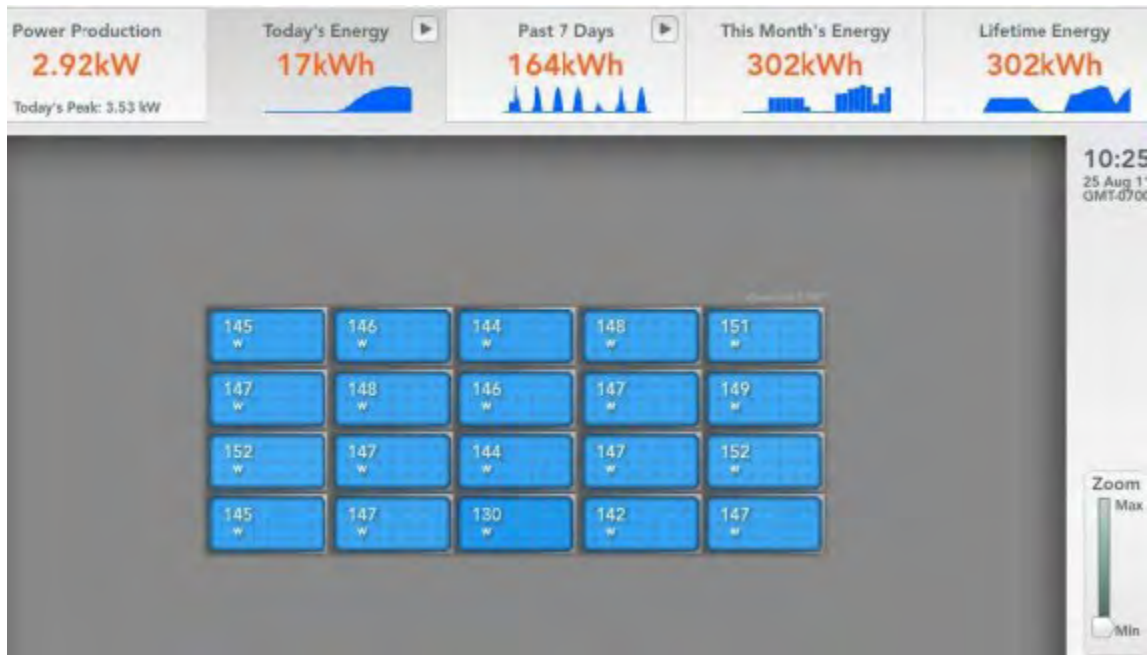 Power Production
2.92kW
Today's Peak: 3.53 kW
Today's Energy
17kWh
Past 7 Days
164kWh
This Month's Energy
302kWh
Lifetime Energy
302kWh
10:25
25 Aug 1
GMT-0700
145 146 144 148 151
W W W W W
147 148 146 147 149
W W W W W
152 147 144 147 152
W W W W W
145 147 130 142 147
W W W W W
Zoom
Max
Min